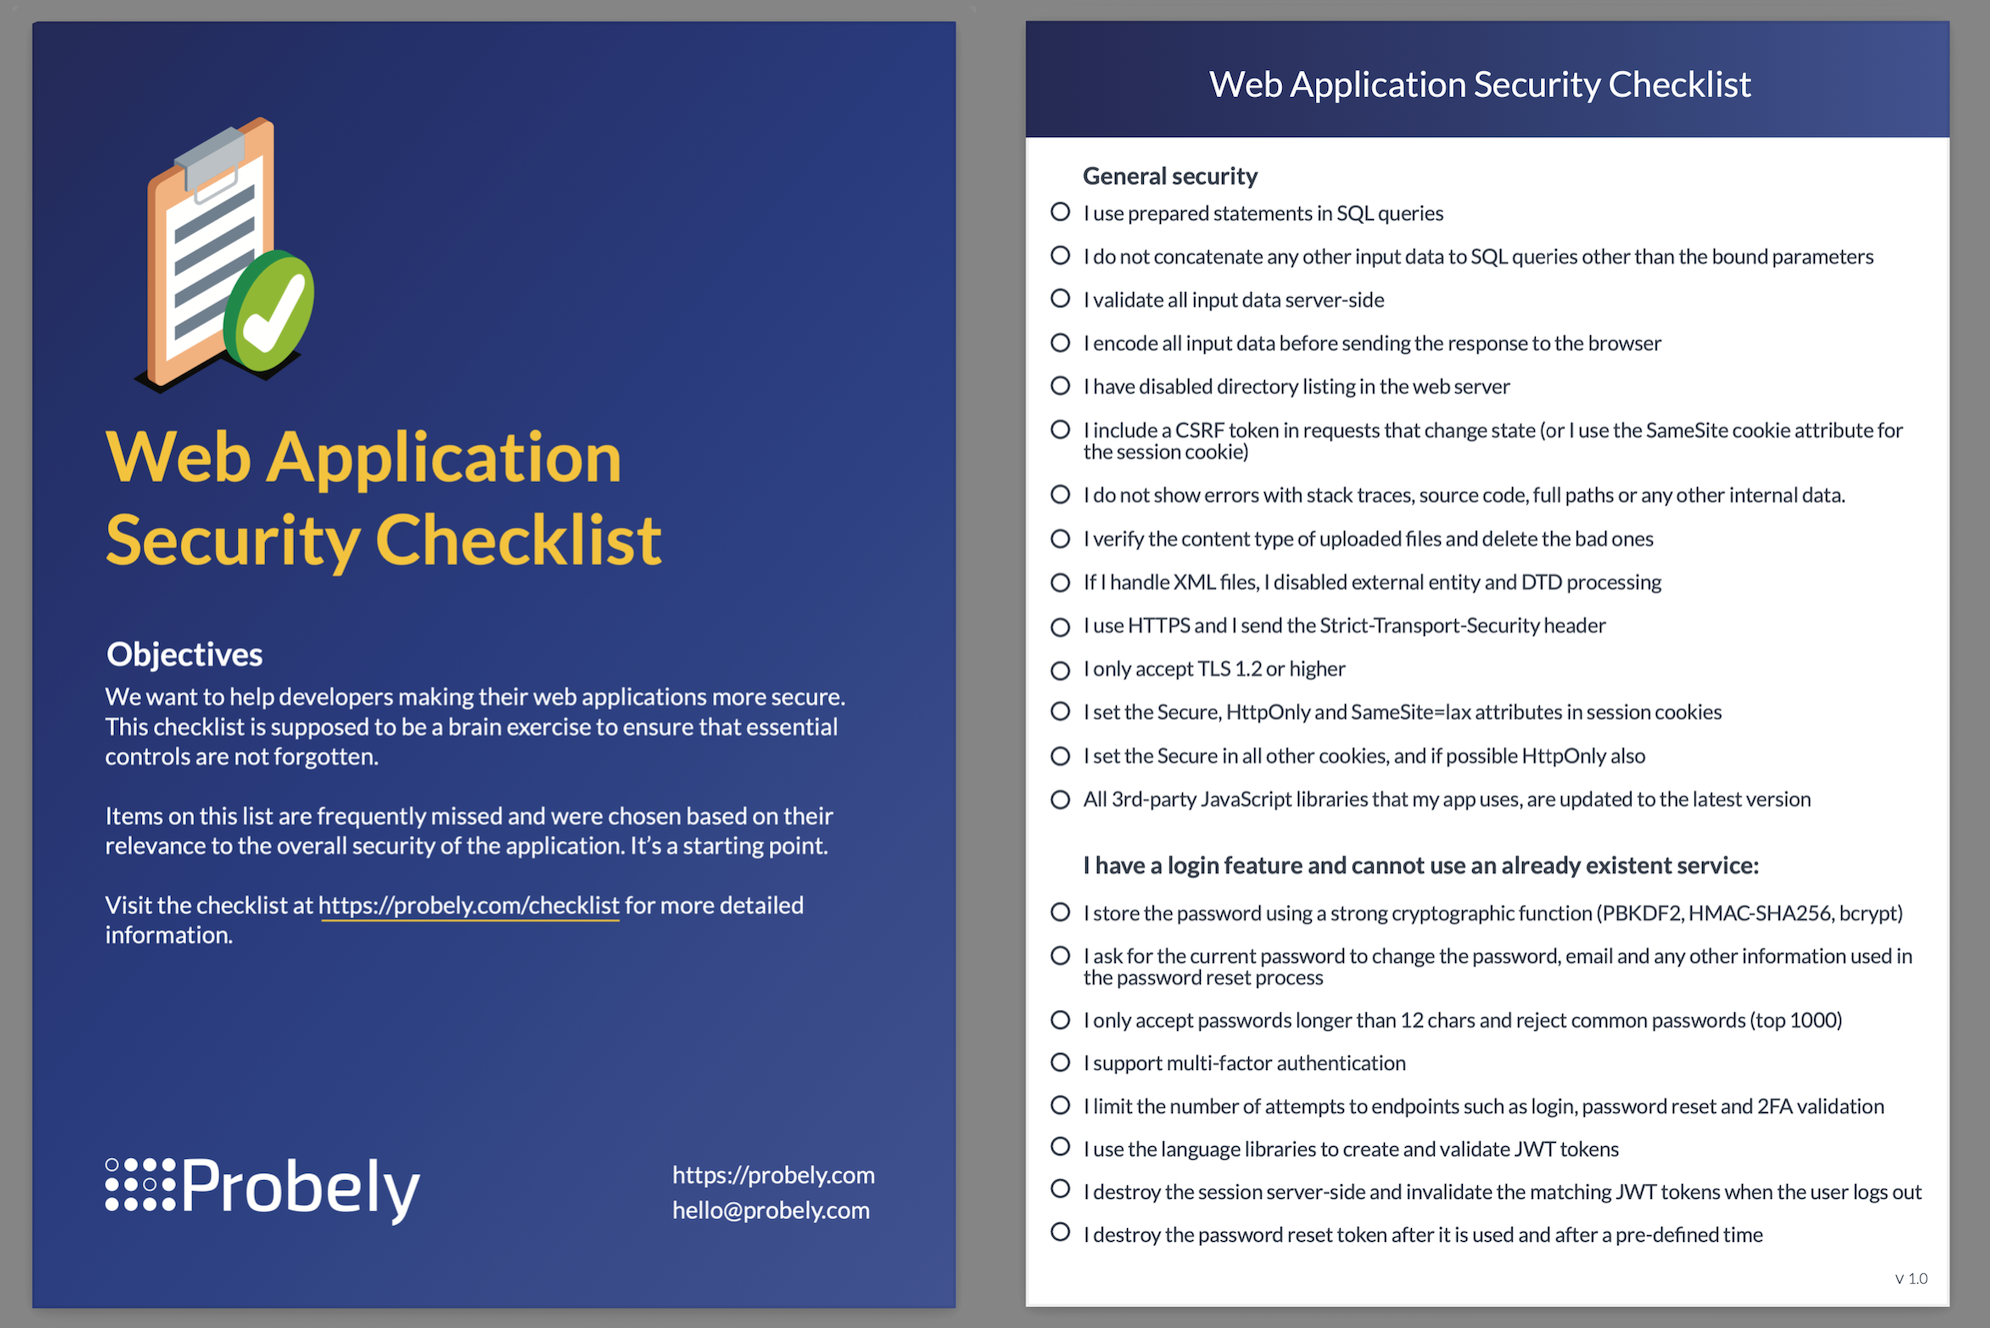 Web Application
Security Checklist
Objectives
We want to help developers making their web applications more secure.
This checklist is supposed to be a brain exercise to ensure that essential
controls are not forgotten.
Items on this list are frequently missed and were chosen based on their
relevance to the overall security of the application. It’s a starting point.
Visit the checklist at https://probely.com/checklist for more detailed
information.
Probely
https://probely.com
hello@probely.com
Web Application Security Checklist
General security
I use prepared statements in SQL queries
I do not concatenate any other input data to SQL queries other than the bound parameters
I validate all input data server-side
I encode all input data before sending the response to the browser
I have disabled directory listing in the web server
I include a CSRF token in requests that change state (or I use the SameSite cookie attribute for
the session cookie)
I do not show errors with stack traces, source code, full paths or any other internal data.
I verify the content type of uploaded files and delete the bad ones
If I handle XML files, I disabled external entity and DTD processing
I use HTTPS and I send the Strict-Transport-Security header
I only accept TLS 1.2 or higher
I set the Secure, HttpOnly and SameSite=lax attributes in session cookies
I set the Secure in all other cookies, and if possible HttpOnly also
All 3rd-party JavaScript libraries that my app uses, are updated to the latest version
I have a login feature and cannot use an already existent service:
I store the password using a strong cryptographic function (PBKDF2, HMAC-SHA256, bcrypt)
I ask for the current password to change the password, email and any other information used in
the password reset process
I only accept passwords longer than 12 chars and reject common passwords (top 1000)
I support multi-factor authentication
I limit the number of attempts to endpoints such as login, password reset and 2FA validation
I use the language libraries to create and validate JWT tokens
I destroy the session server-side and invalidate the matching JWT tokens when the user logs out
I destroy the password reset token after it is used and after a pre-defined time
V 1.0